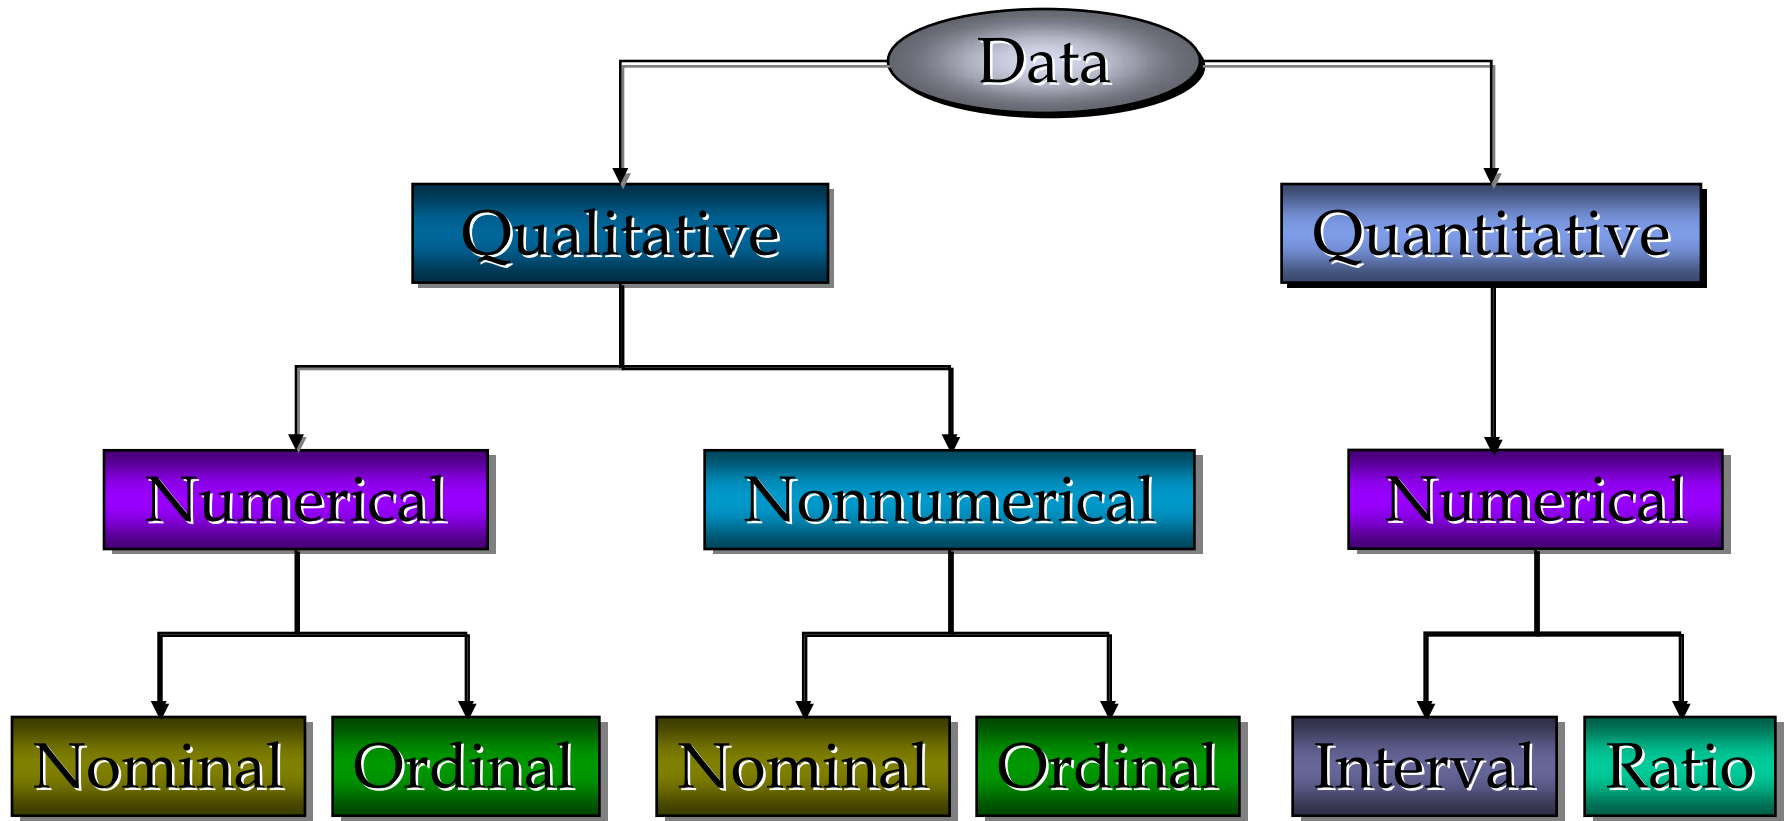 Data
Qualitative
Quantitative
Numerical
Nonnumerical
Numerical
Nominal
Ordinal
Nominal
Ordinal
Interval
Ratio